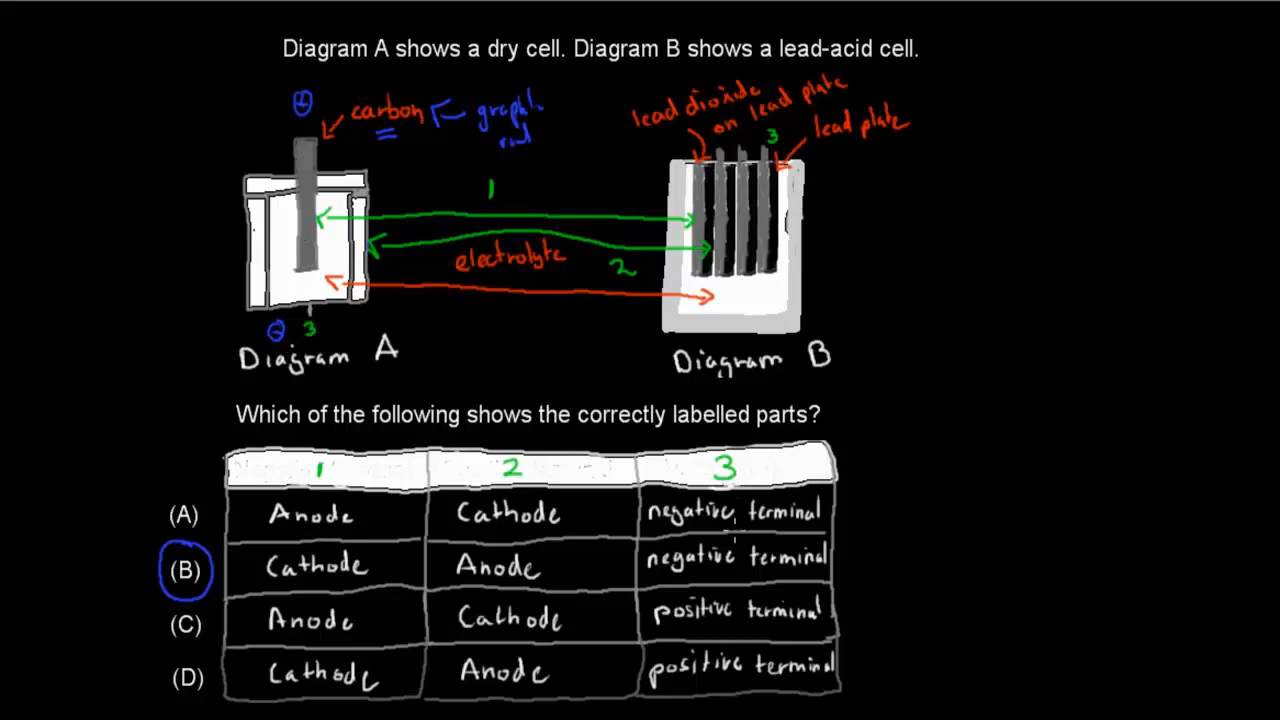 Diagram A shows a dry cell. Diagram B shows a lead-acid cell.
+
carbon
rod
lead dioxide
on lead plate
lead plate
3
1
electrolyte
2
- 3
Diagram A
Diagram B
Which of the following shows the correctly labelled parts?
1 2 3
(A) Anode Cathode negative terminal
(B) Cathode Anode negative terminal
(C) Anode Cathode positive terminal
(D) Cathode Anode positive terminal